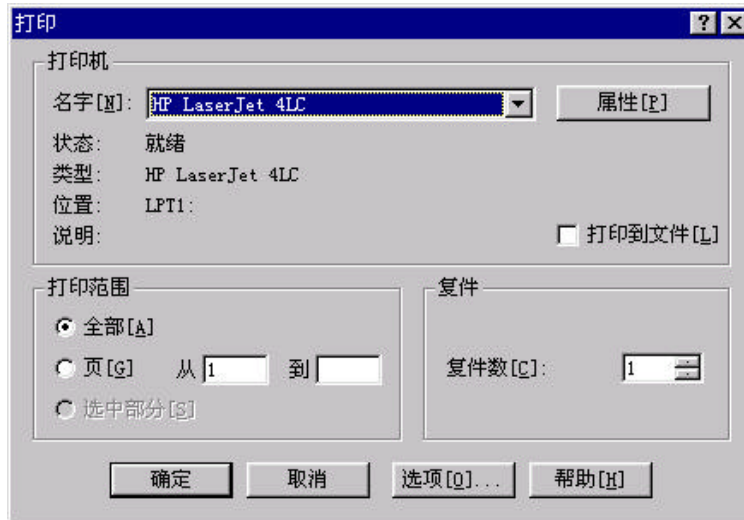 打印
打印机
名字[N]: HP LaserJet 4LC 属性[P]
状态: 就绪
类型: HP LaserJet 4LC
位置: LPT1:
说明: 打印到文件[L]
打印范围 复件
全部[A]
页[G] 从 1 到 复件数[C]: 1
选中部分[S]
确定 取消 选项[O]... 帮助[H]